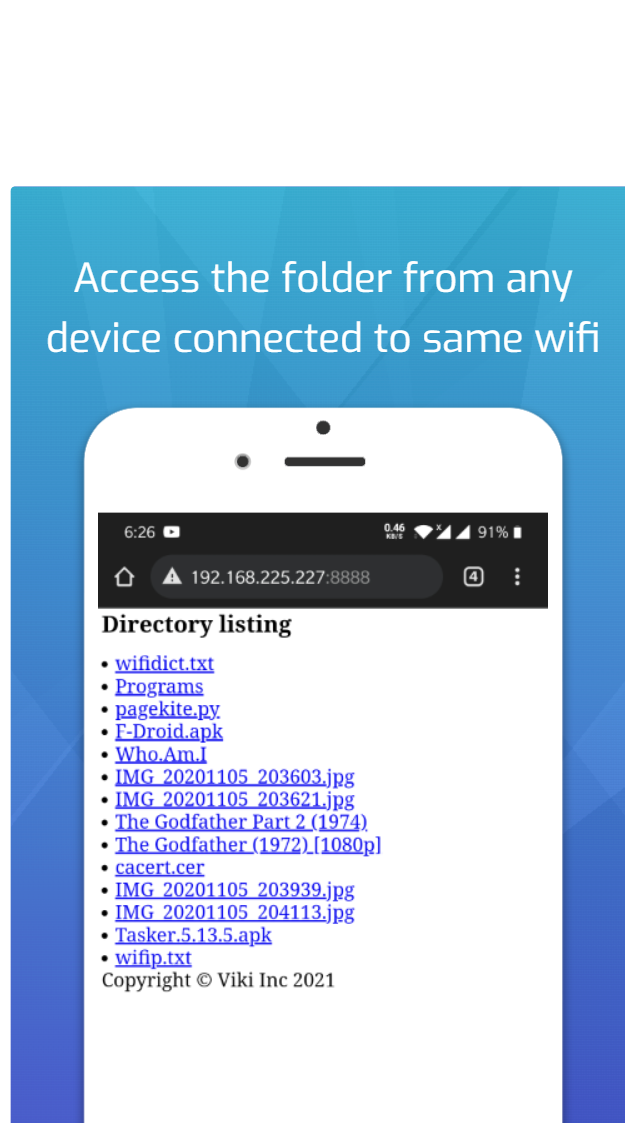 Access the folder from any
device connected to same wifi
6:26 0.46 KB/S X 91%
192.168.225.227:8888 4
Directory listing
• wifidict.txt
• Programs
• pagekite.py
• F-Droid.apk
• Who.Am.I
• IMG_20201105_203603.jpg
• IMG_20201105_203621.jpg
• The Godfather Part 2 (1974)
• The Godfather (1972) [1080p]
• cacert.cer
• IMG_20201105_203939.jpg
• IMG_20201105_204113.jpg
• Tasker.5.13.5.apk
• wifip.txt
Copyright © Viki Inc 2021